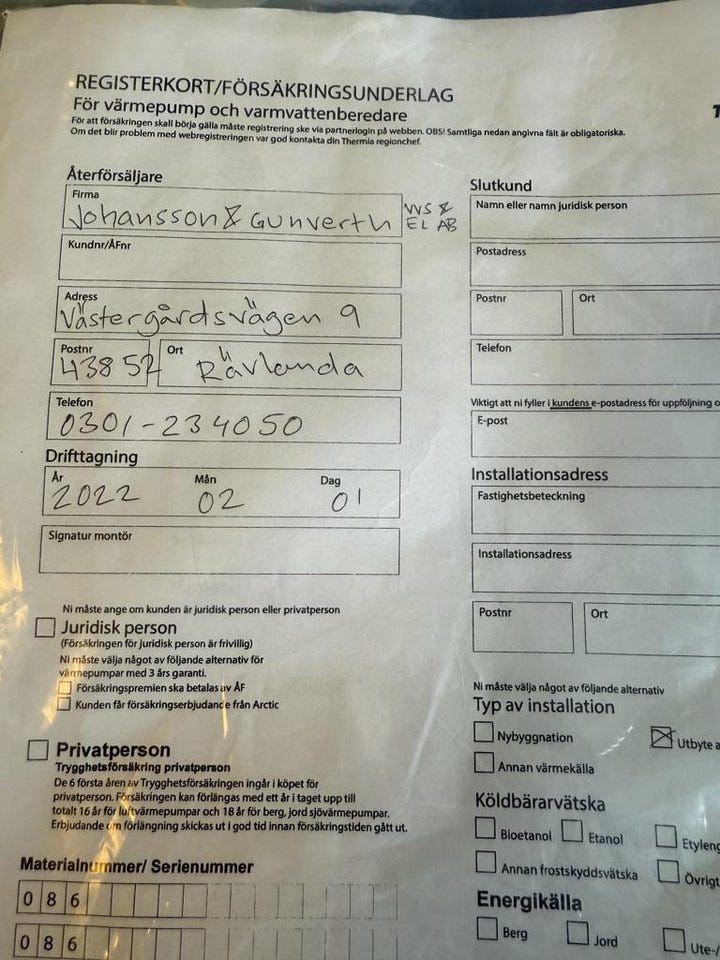 REGISTERKORT/FÖRSÄKRINGSUNDERLAG
För värmepump och varmvattenberedare
För att försäkringen skall börja gälla måste registrering ske via partnerlogin på webben. OBS! Samtliga nedan angivna fält är obligatoriska.
Om det blir problem med webregistreringen var god kontakta din Thermia regionchef.
Återförsäljare
Firma
Johansson & Gunverth VVS & EL AB
Kundnr/ÅFnr
Adress
Västergårdsvägen 9
Postnr Ort
43852 Rävlanda
Telefon
0301-234050
Drifttagning
År Mån Dag
2022 02 01
Signatur montör
Ni måste ange om kunden är juridisk person eller privatperson
Juridisk person
(Försäkringen för juridisk person är frivillig)
Ni måste välja något av följande alternativ för
värmepumpar med 3 års garanti.
Försäkringspremien ska betalas av ÅF
Kunden får försäkringserbjudande från Arctic
Privatperson
Trygghetsförsäkring privatperson
De 6 första åren av Trygghetsförsäkringen ingår i köpet för
privatperson. Försäkringen kan förlängas med ett år i taget upp till
totalt 16 år för luftvärmepumpar och 18 år för berg, jord sjövärmepumar.
Erbjudande om förlängning skickas ut i god tid innan försäkringstiden gått ut.
Materialnummer/ Serienummer
086
086
Slutkund
Namn eller namn juridisk person
Postadress
Postnr Ort
Telefon
Viktigt att ni fyller i kundens e-postadress för uppföljning o
E-post
Installationsadress
Fastighetsbeteckning
Installationsadress
Postnr Ort
Ni måste välja något av följande alternativ
Typ av installation
Nybyggnation Utbyte a
Annan värmekälla
Köldbärarvätska
Bioetanol Etanol Etyleng
Annan frostskyddsvätska Övrigt
Energikälla
Berg Jord Ute-/